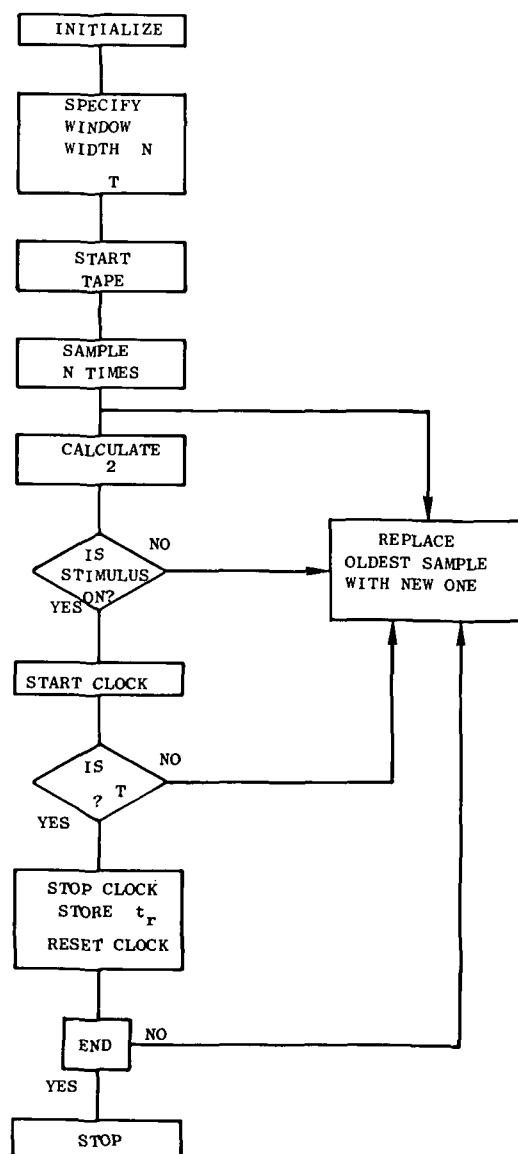 INITIALIZE
SPECIFY
WINDOW
WIDTH N
T
START
TAPE
SAMPLE
N TIMES
CALCULATE
2
IS
STIMULUS
ON?
NO
YES
REPLACE
OLDEST SAMPLE
WITH NEW ONE
START CLOCK
IS
? T
NO
YES
STOP CLOCK
STORE tr
RESET CLOCK
END
NO
YES
STOP